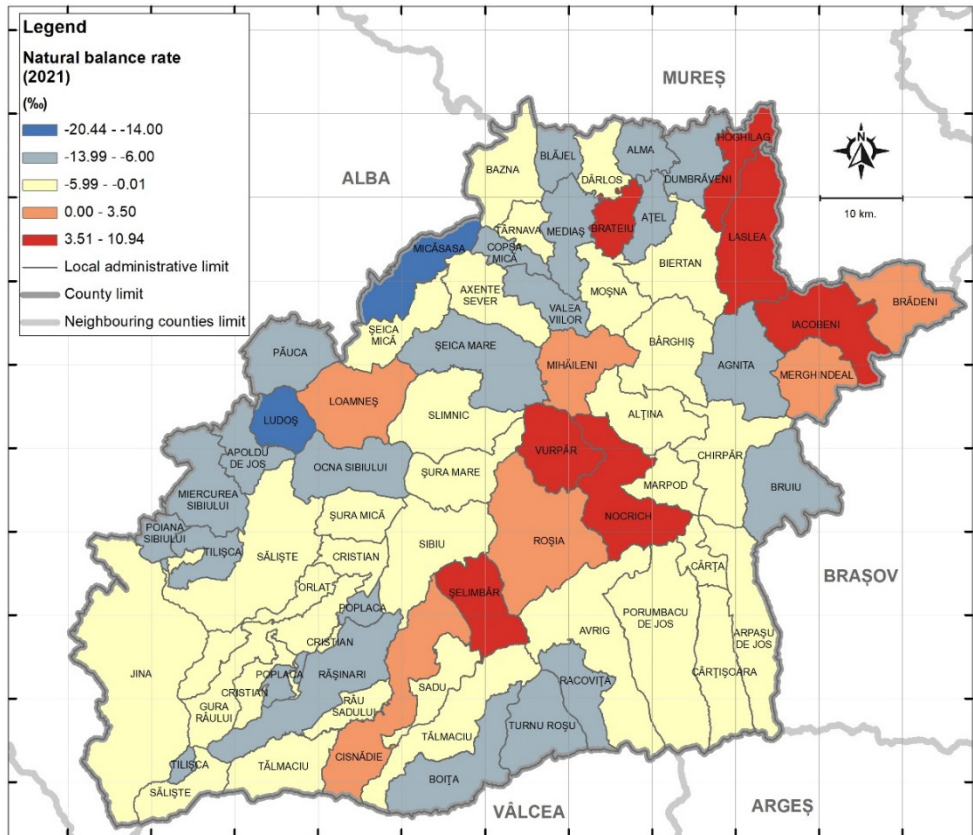 Legend
Natural balance rate
(2021)
(‰)
-20.44 - -14.00
-13.99 - -6.00
-5.99 - -0.01
0.00 - 3.50
3.51 - 10.94
Local administrative limit
County limit
Neighbouring counties limit
MUREȘ
ALBA
10 km.
HOGHILAG
BLĂJEL
ALMA
BAZNA
DÂRLOS
DUMBRĂVENI
TÂRNAVA
MEDIAȘ
BRATEIU
AȚEL
LASLEA
MICĂSASA
COPȘA
MICĂ
BIERTAN
AXENTE
SEVER
MOȘNA
BRĂDENI
VALEA
VIILOR
IACOBENI
ȘEICA
MICĂ
BÂRGHIȘ
ȘEICA MARE
PĂUCA
MIHĂILENI
AGNITA
MERGHINDEAL
LOAMNEȘ
SLIMNIC
ALȚINA
LUDOȘ
VURPĂR
APOLDU
DE JOS
CHIRPĂR
OCNA SIBIULUI
ȘURA MARE
MARPOD
BRUIU
MIERCUREA
SIBIULUI
ȘURA MICĂ
NOCRICH
POIANA
SIBIULUI
TILIȘCA
SĂLIȘTE
CRISTIAN
SIBIU
ROȘIA
CÂRȚA
BRAȘOV
ORLAT
ȘELIMBĂR
POPLACA
PORUMBACU
DE JOS
AVRIG
ARPAȘU
DE JOS
CRISTIAN
JINA
POPLACA
RĂȘINARI
CÂRȚIȘOARA
CRISTIAN
SADU
RACOVIȚA
GURA
RÂULUI
RÂU
SADULUI
TURNU ROȘU
TĂLMACIU
CISNĂDIE
TILIȘCA
TĂLMACIU
BOIȚA
SĂLIȘTE
VÂLCEA
ARGEȘ